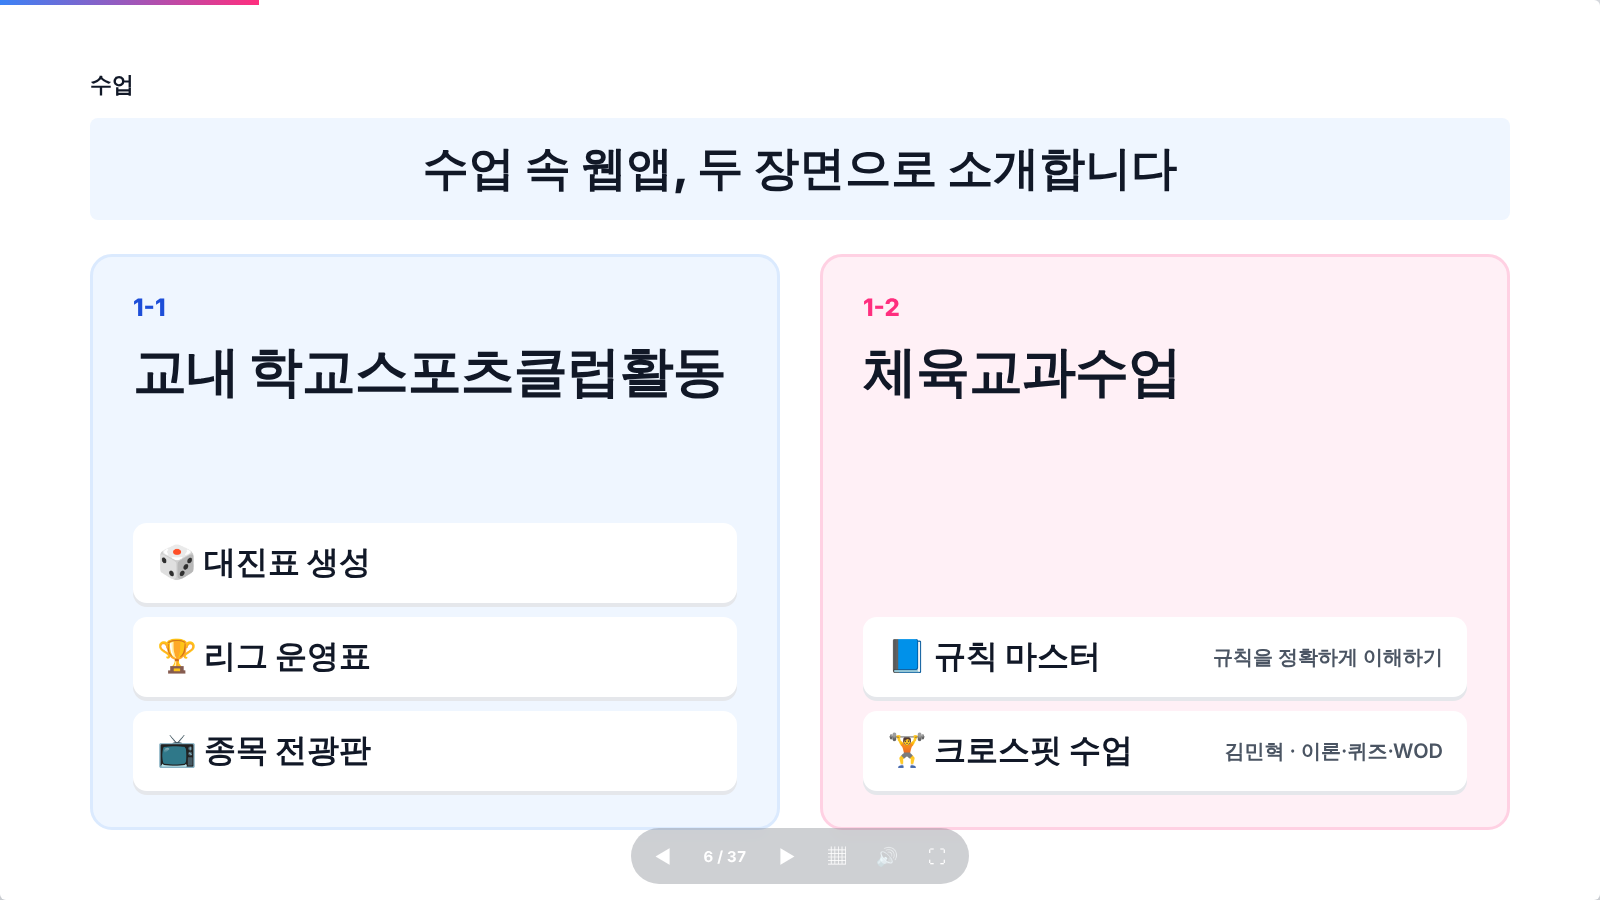 수업
수업 속 웹앱, 두 장면으로 소개합니다
1-1
교내 학교스포츠클럽활동
대진표 생성
리그 운영표
종목 전광판
1-2
체육교과수업
규칙 마스터 규칙을 정확하게 이해하기
크로스핏 수업 김민혁 · 이론·퀴즈·WOD
6 / 37